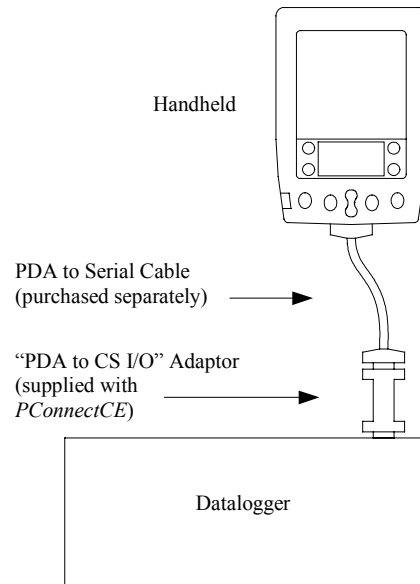 Handheld
PDA to Serial Cable
(purchased separately)
“PDA to CS I/O” Adaptor
(supplied with
PConnectCE)
Datalogger